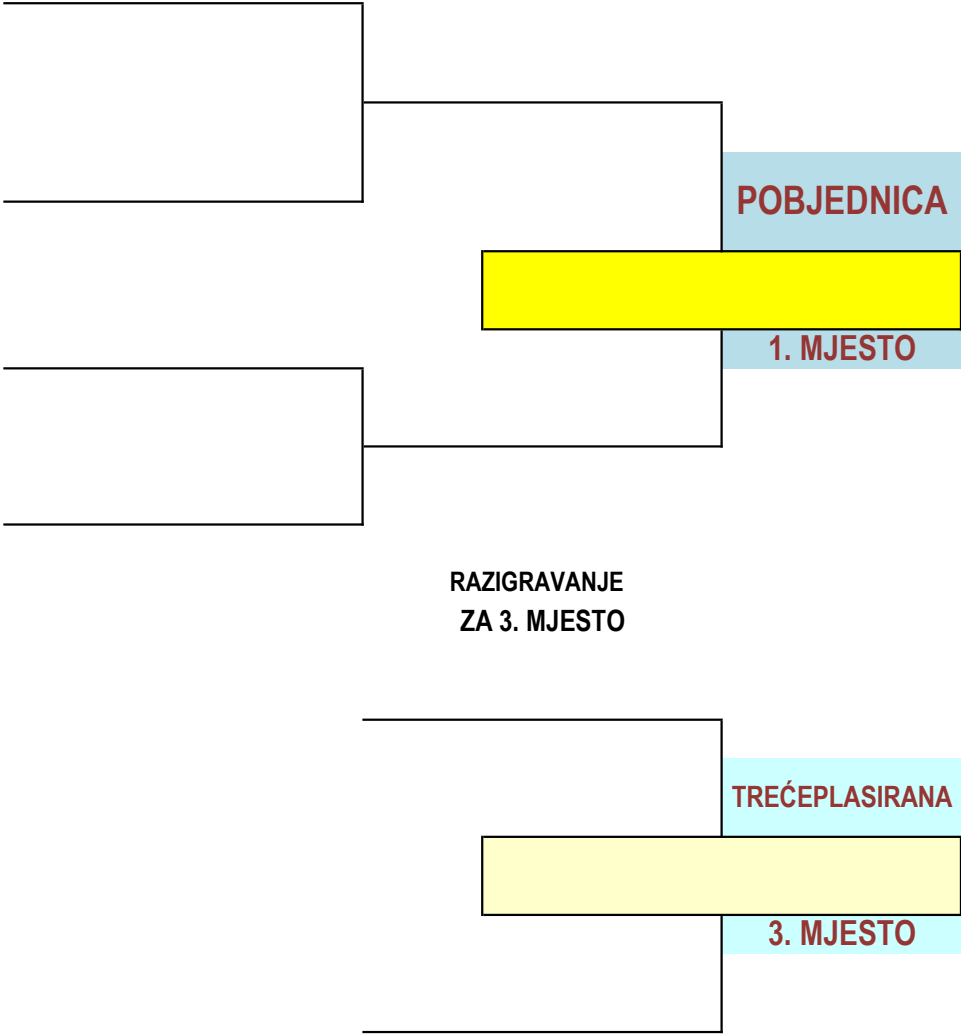 POBJEDNICA
1. MJESTO
RAZIGRAVANJE
ZA 3. MJESTO
TREĆEPLASIRANA
3. MJESTO